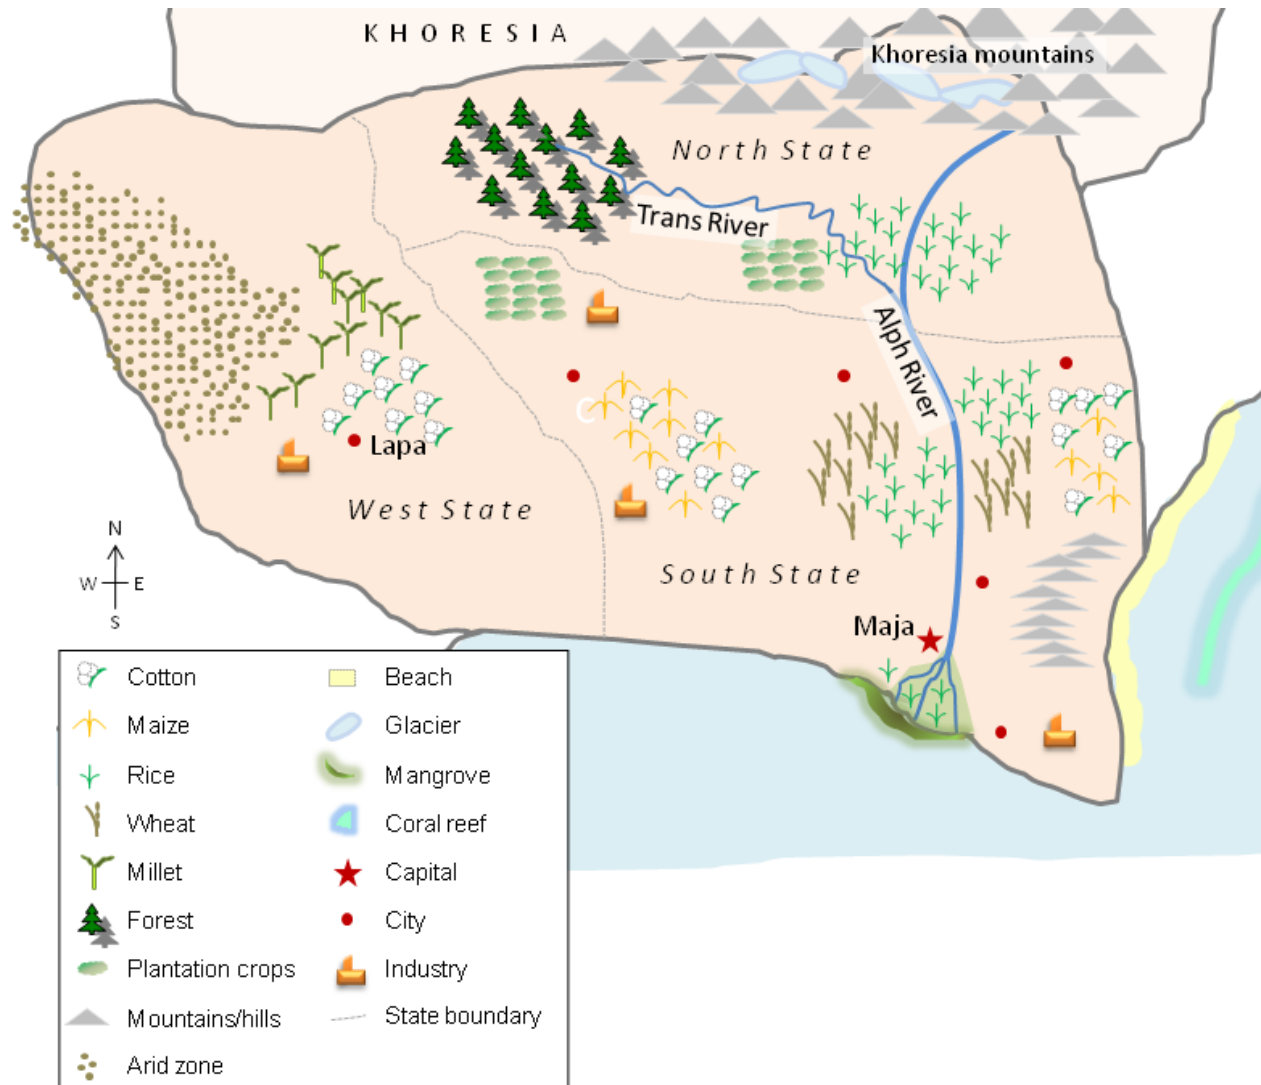 KHORESIA
Khoresia mountains
North State
Trans River
Alph River
C
Lapa
West State
South State
Maja
N
W E
S
Cotton
Maize
Rice
Wheat
Millet
Forest
Plantation crops
Mountains/hills
Arid zone
Beach
Glacier
Mangrove
Coral reef
Capital
City
Industry
State boundary